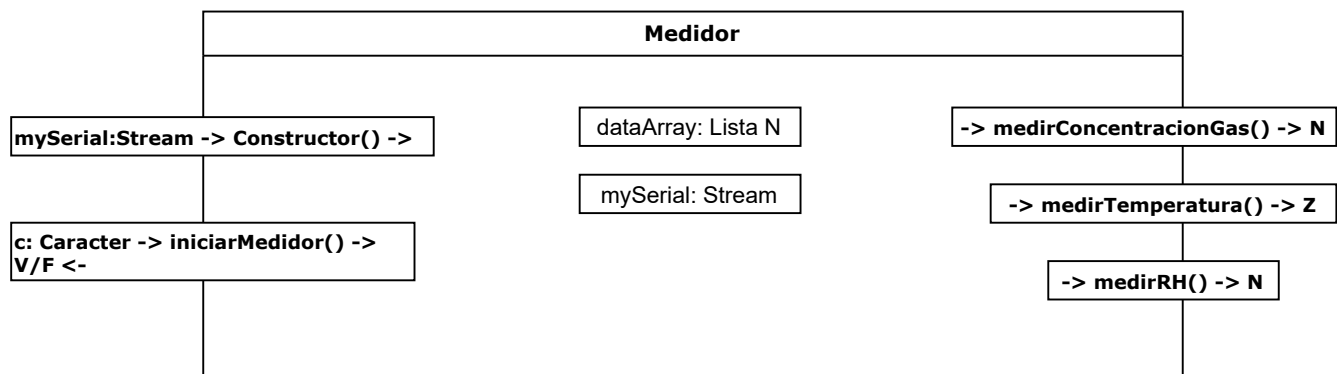 Medidor
mySerial:Stream -> Constructor() ->
dataArray: Lista N
-> medirConcentracionGas() -> N
mySerial: Stream
-> medirTemperatura() -> Z
c: Caracter -> iniciarMedidor() ->
V/F <-
-> medirRH() -> N